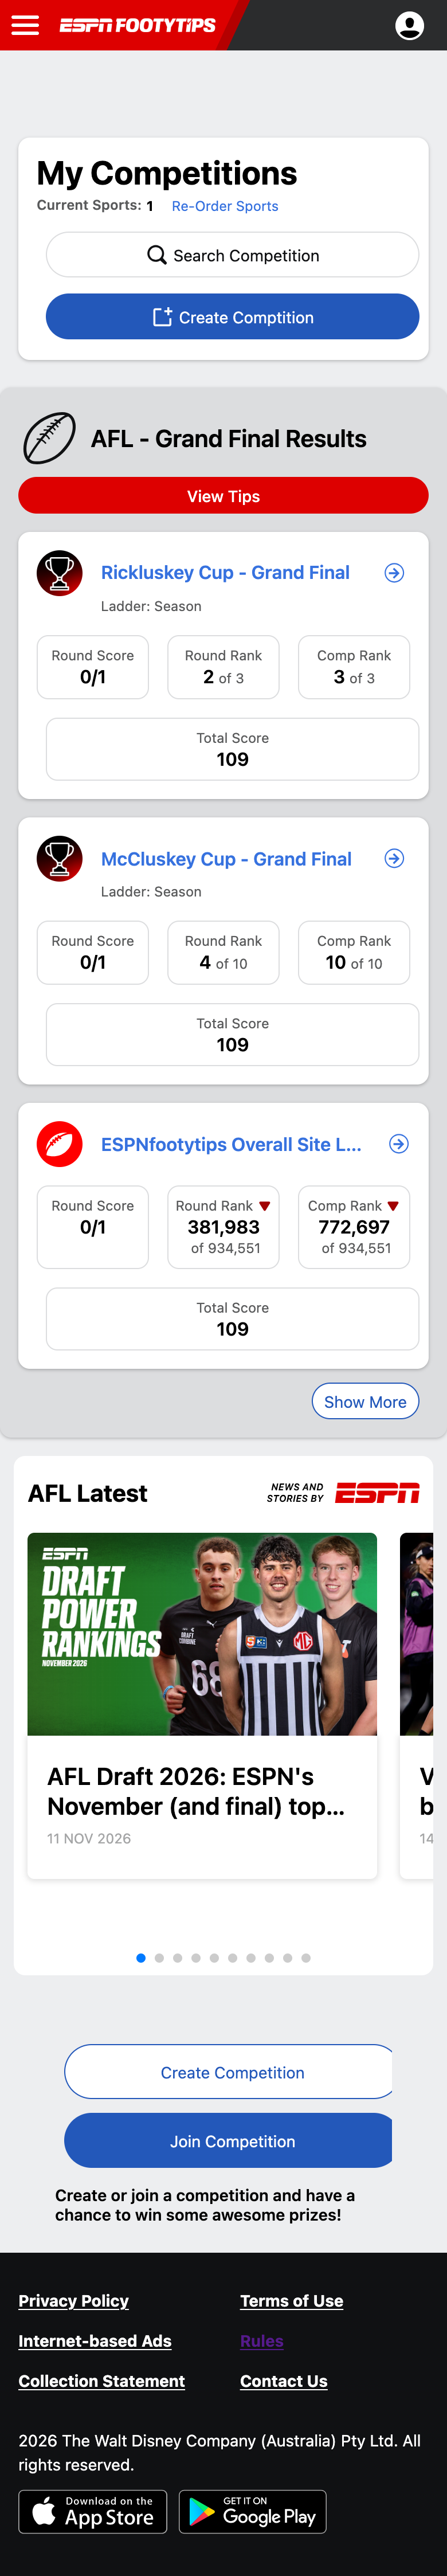 ESPN FOOTYTIPS
My Competitions
Current Sports: 1 Re-Order Sports
Search Competition
Create Comptition
AFL - Grand Final Results
View Tips
Rickluskey Cup - Grand Final
Ladder: Season
Round Score Round Rank Comp Rank
0/1 2 of 3 3 of 3
Total Score
109
McCluskey Cup - Grand Final
Ladder: Season
Round Score Round Rank Comp Rank
0/1 4 of 10 10 of 10
Total Score
109
ESPNfootytips Overall Site L...
Round Score Round Rank Comp Rank
0/1 381,983 772,697
of 934,551 of 934,551
Total Score
109
Show More
AFL Latest NEWS AND
STORIES BY ESPN
ESPN
DRAFT
POWER
RANKINGS
NOVEMBER 2026
DRAFT
COMBINE
68
SK
MG
AFL Draft 2026: ESPN's V
November (and final) top... b
11 NOV 2026 14
Create Competition
Join Competition
Create or join a competition and have a
chance to win some awesome prizes!
Privacy Policy Terms of Use
Internet-based Ads Rules
Collection Statement Contact Us
2026 The Walt Disney Company (Australia) Pty Ltd. All
rights reserved.
Download on the GET IT ON
App Store Google Play